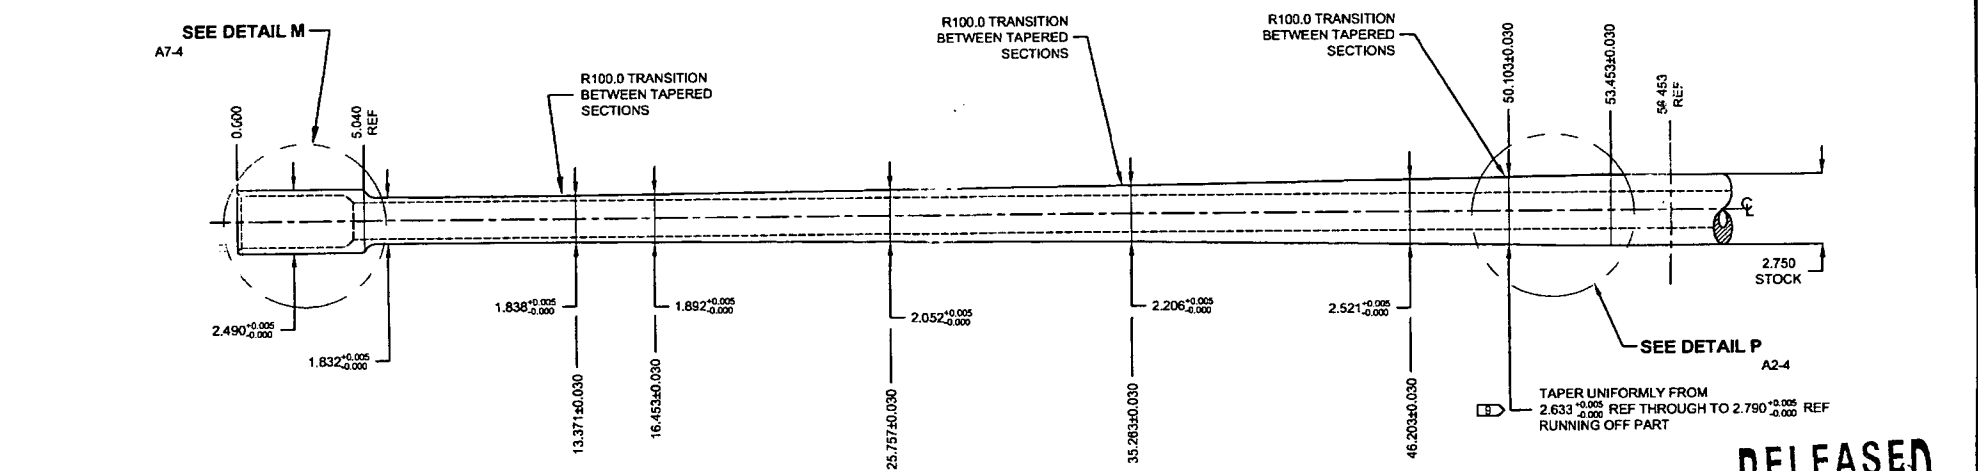 SEE DETAIL M
A7-4
R100.0 TRANSITION
BETWEEN TAPERED
SECTIONS
R100.0 TRANSITION
BETWEEN TAPERED
SECTIONS
R100.0 TRANSITION
BETWEEN TAPERED
SECTIONS
0.000
5.040
REF
50.103±0.030
53.453±0.030
REF
℄
2.750
STOCK
2.490 +0.005 -0.000
1.832 +0.005 -0.000
1.838 +0.005 -0.000
1.892 +0.005 -0.000
2.052 +0.005 -0.000
2.206 +0.005 -0.000
2.521 +0.005 -0.000
13.371±0.030
16.453±0.030
25.757±0.030
35.263±0.030
46.203±0.030
SEE DETAIL P
A2-4
9
TAPER UNIFORMLY FROM
2.633 +0.005 -0.000 REF THROUGH TO 2.790 +0.005 -0.000 REF
RUNNING OFF PART
RELEASED